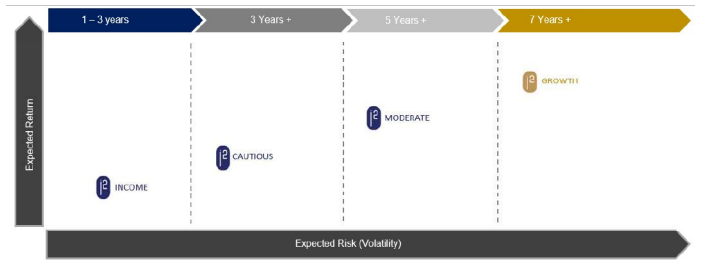 1 – 3 years
3 Years +
5 Years +
7 Years +
Expected Return
GROWTH
MODERATE
CAUTIOUS
INCOME
Expected Risk (Volatility)